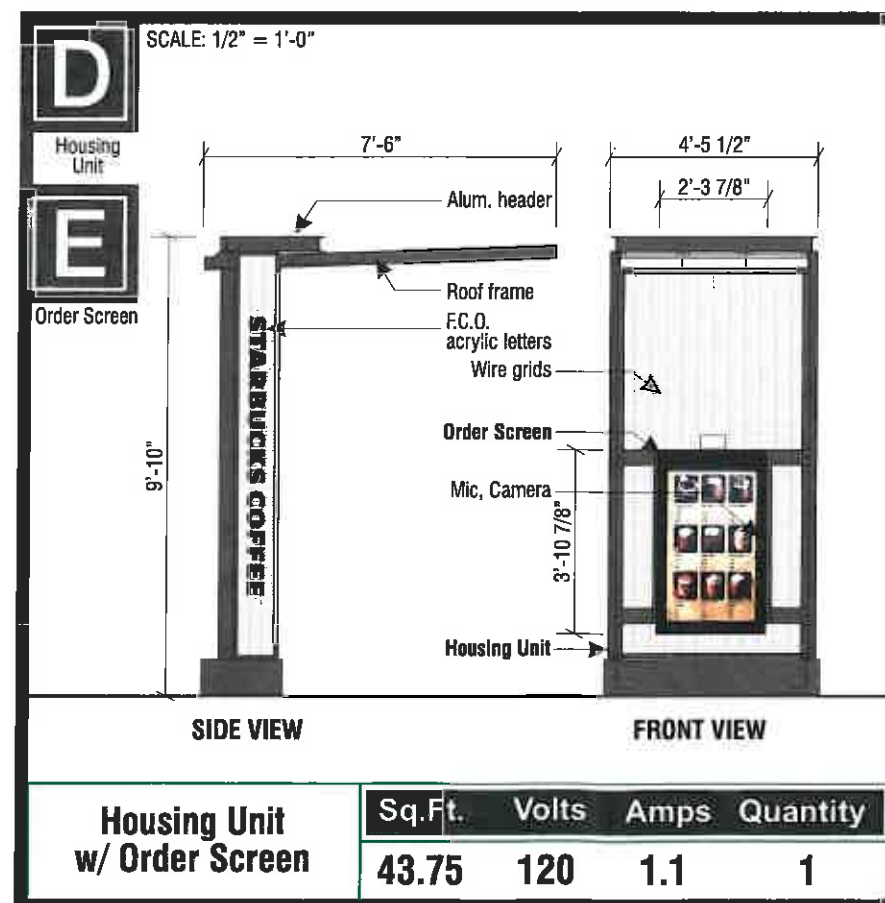 D
SCALE: 1/2" = 1'-0"
Housing
Unit
E
Order Screen
7'-6"
4'-5 1/2"
2'-3 7/8"
Alum. header
Roof frame
F.C.O.
acrylic letters
Wire grids
Order Screen
Mic, Camera
Housing Unit
9'-10"
STARBUCKS COFFEE
3'-10 7/8"
SIDE VIEW
FRONT VIEW
Housing Unit
w/ Order Screen
Sq.Ft. Volts Amps Quantity
43.75 120 1.1 1